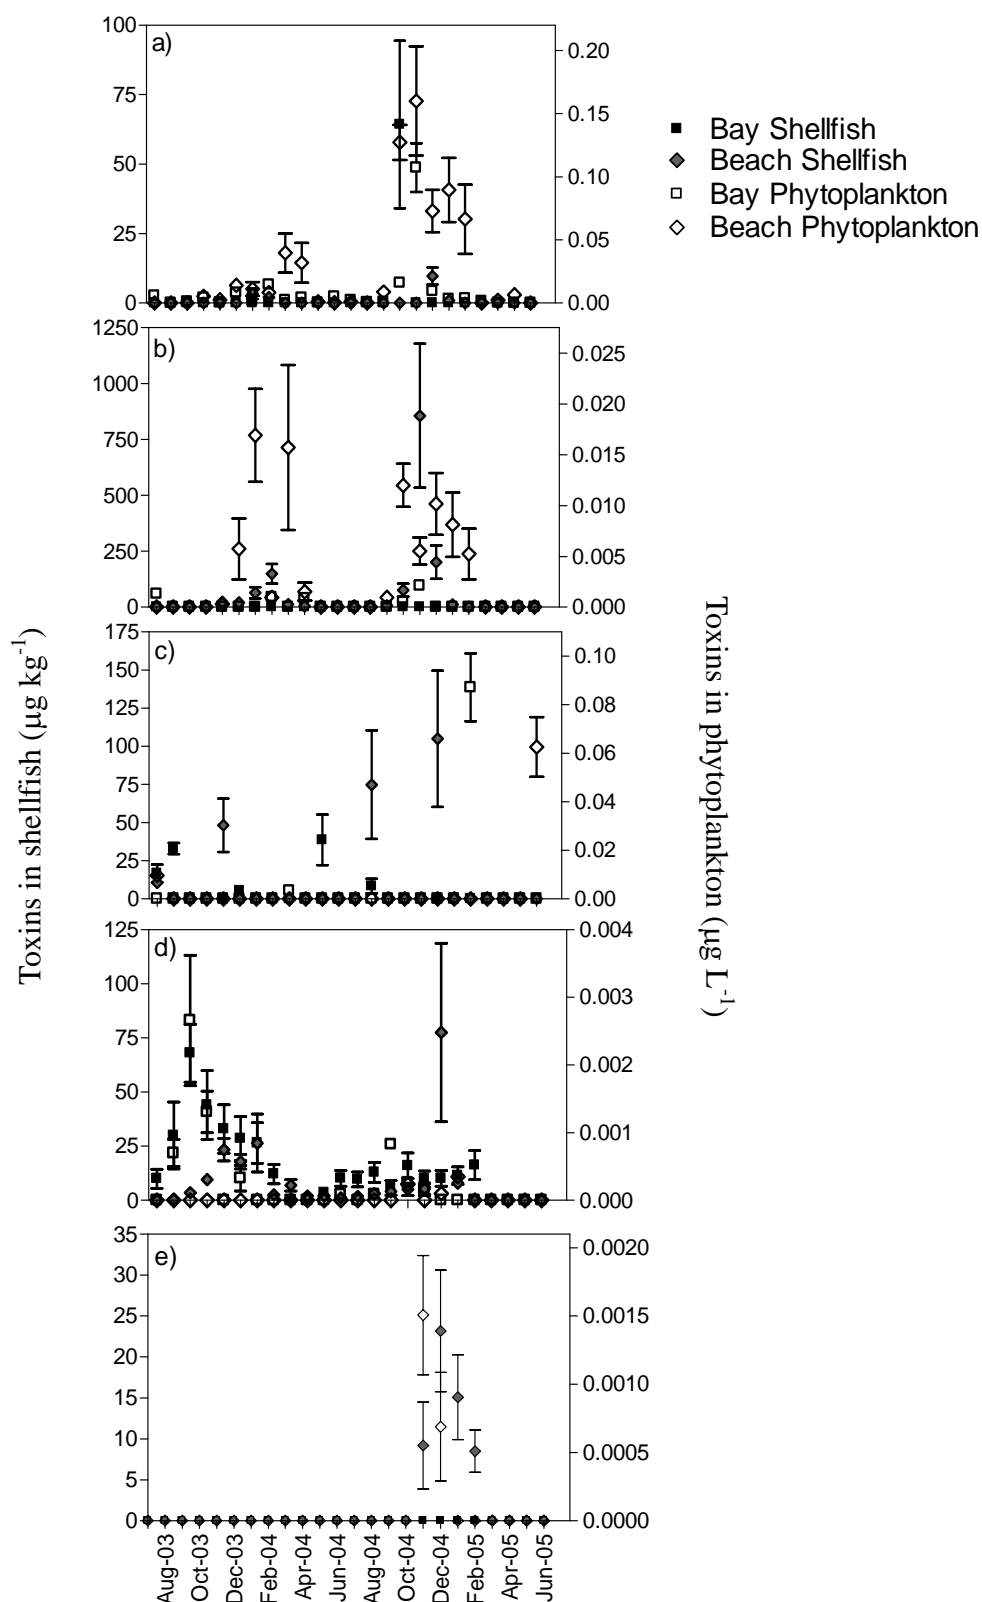 a)
100
75
50
25
0
0.20
0.15
0.10
0.05
0.00
Bay Shellfish
Beach Shellfish
Bay Phytoplankton
Beach Phytoplankton
b)
1250
1000
750
500
250
0
0.025
0.020
0.015
0.010
0.005
0.000
c)
175
150
125
100
75
50
25
0
0.10
0.08
0.06
0.04
0.02
0.00
d)
125
100
75
50
25
0
0.004
0.003
0.002
0.001
0.000
e)
35
30
25
20
15
10
5
0
0.0020
0.0015
0.0010
0.0005
0.0000
Aug-03
Oct-03
Dec-03
Feb-04
Apr-04
Jun-04
Aug-04
Oct-04
Dec-04
Feb-05
Apr-05
Jun-05
Toxins in shellfish (µg kg⁻¹)
Toxins in phytoplankton (µg L⁻¹)